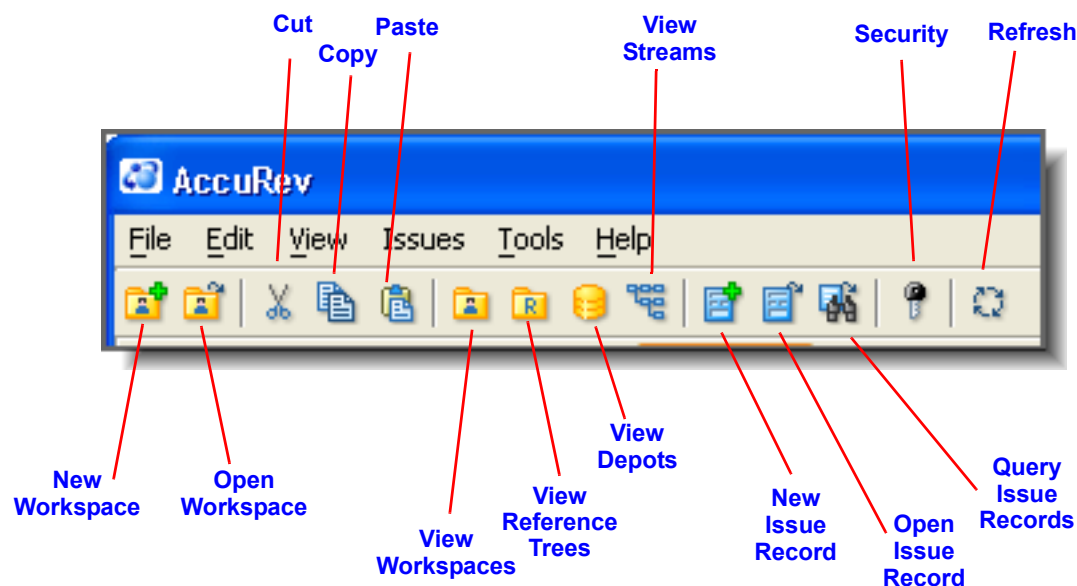 Cut
Copy
Paste
View
Streams
Security
Refresh
AccuRev
File Edit View Issues Tools Help
R
New
Workspace
Open
Workspace
View
Workspaces
View
Reference
Trees
View
Depots
New
Issue
Record
Open
Issue
Record
Query
Issue
Records